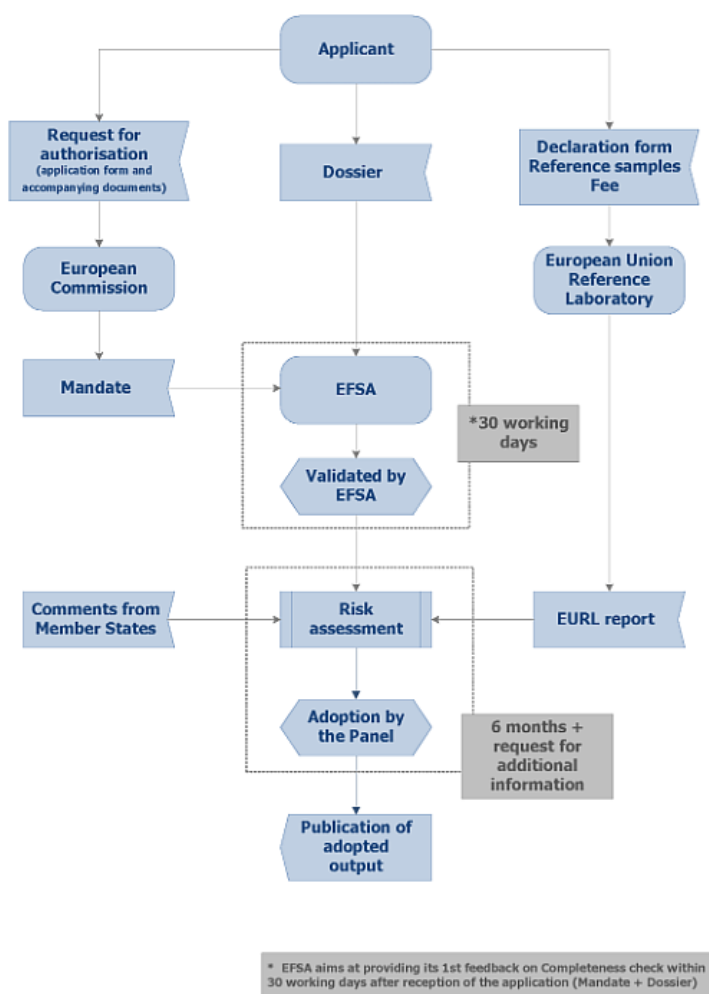 Applicant
Request for
authorisation
(application form and
accompanying documents)
Dossier
Declaration form
Reference samples
Fee
European
Commission
European Union
Reference
Laboratory
Mandate
EFSA
*30 working
days
Validated by
EFSA
Comments from
Member States
Risk
assessment
EURL report
Adoption by
the Panel
6 months +
request for
additional
information
Publication of
adopted
output
* EFSA aims at providing its 1st feedback on Completeness check within
30 working days after reception of the application (Mandate + Dossier)